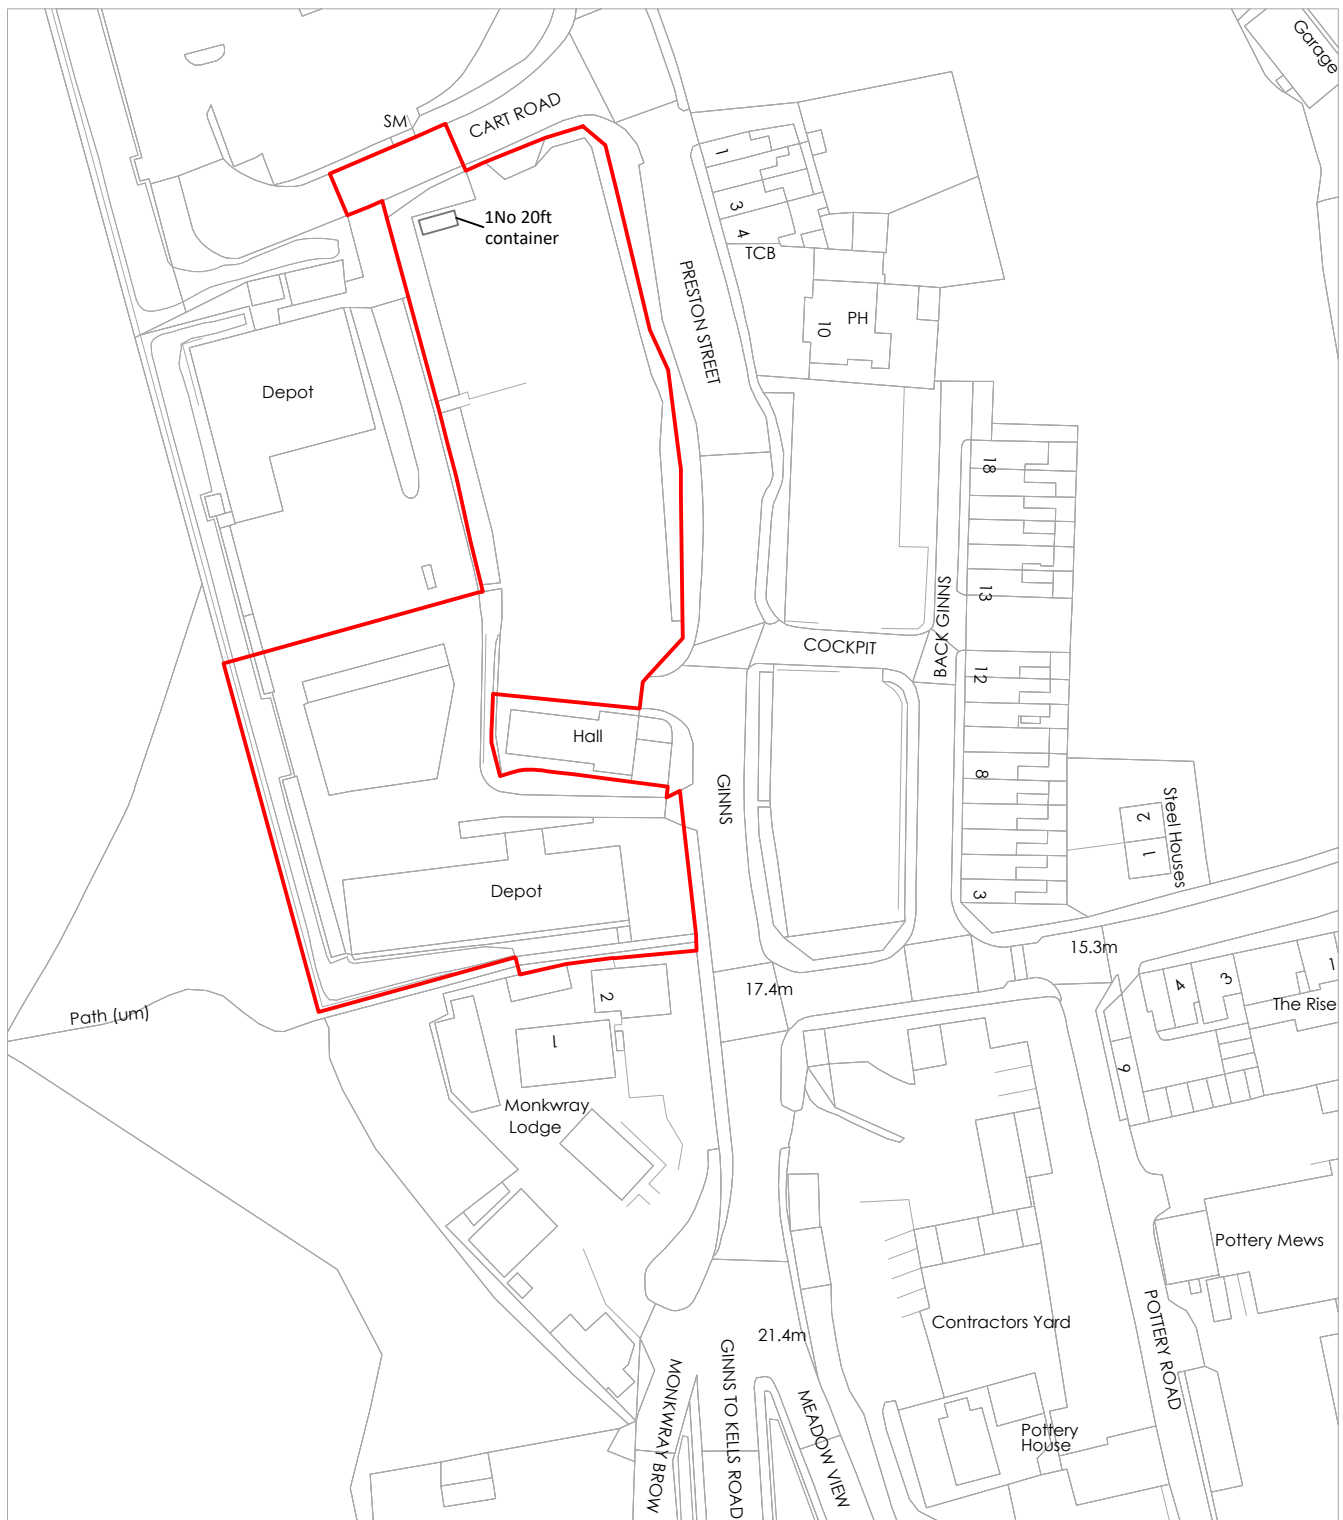 Garage
SM
CART ROAD
1
3
4
TCB
1No 20ft
container
PRESTON STREET
10
PH
Depot
18
13
BACK GINNS
COCKPIT
12
Hall
GINNS
8
Steel Houses
2
1
3
Depot
15.3m
17.4m
4
3
1
The Rise
9
Path (um)
2
1
Monkwray
Lodge
Pottery Mews
Contractors Yard
21.4m
POTTERY ROAD
MONKWRAY BROW
GINNS TO KELLS ROAD
MEADOW VIEW
Pottery
House